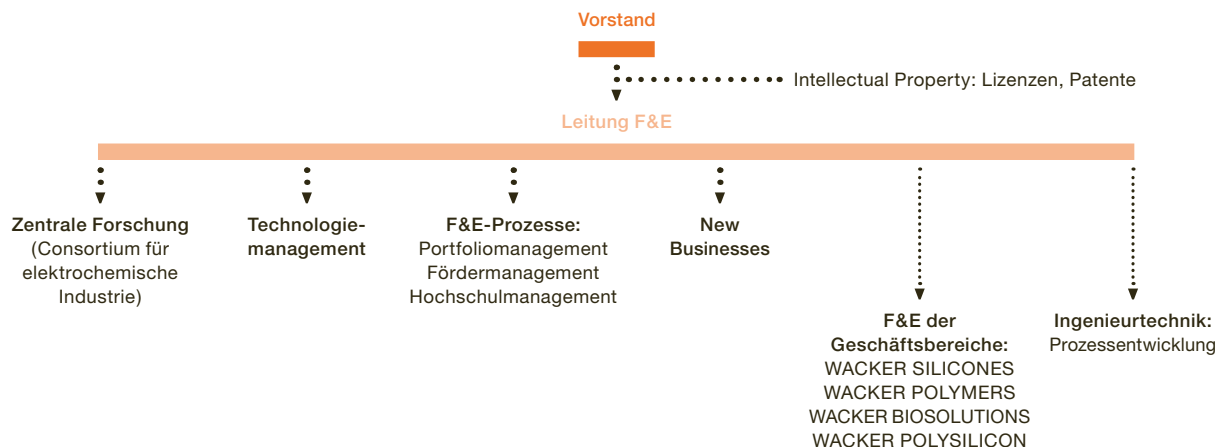 Vorstand
Intellectual Property: Lizenzen, Patente
Leitung F&E
Zentrale Forschung
(Consortium für
elektrochemische
Industrie)
Technologie-
management
F&E-Prozesse:
Portfoliomanagement
Fördermanagement
Hochschulmanagement
New
Businesses
F&E der
Geschäftsbereiche:
WACKER SILICONES
WACKER POLYMERS
WACKER BIOSOLUTIONS
WACKER POLYSILICON
Ingenieurtechnik:
Prozessentwicklung